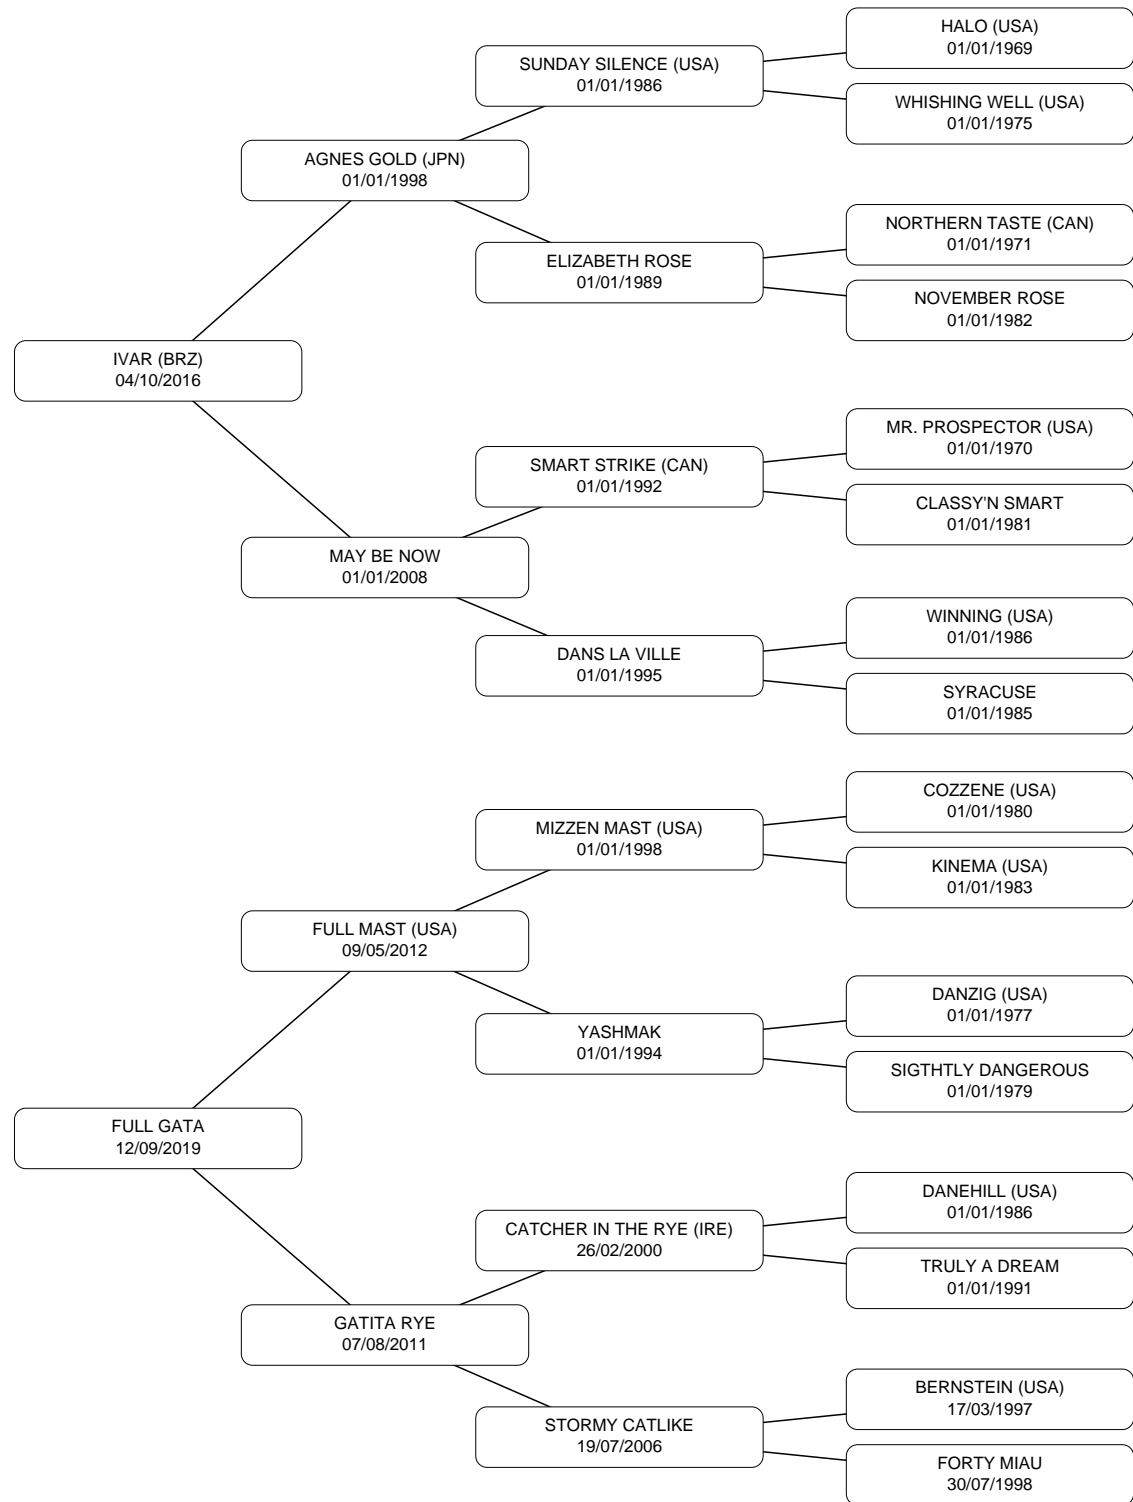 HALO (USA)
01/01/1969
SUNDAY SILENCE (USA)
01/01/1986
WHISHING WELL (USA)
01/01/1975
AGNES GOLD (JPN)
01/01/1998
NORTHERN TASTE (CAN)
01/01/1971
ELIZABETH ROSE
01/01/1989
NOVEMBER ROSE
01/01/1982
IVAR (BRZ)
04/10/2016
MR. PROSPECTOR (USA)
01/01/1970
SMART STRIKE (CAN)
01/01/1992
CLASSY'N SMART
01/01/1981
MAY BE NOW
01/01/2008
WINNING (USA)
01/01/1986
DANS LA VILLE
01/01/1995
SYRACUSE
01/01/1985
COZZENE (USA)
01/01/1980
MIZZEN MAST (USA)
01/01/1998
KINEMA (USA)
01/01/1983
FULL MAST (USA)
09/05/2012
DANZIG (USA)
01/01/1977
YASHMAK
01/01/1994
SIGTHTLY DANGEROUS
01/01/1979
FULL GATA
12/09/2019
DANEHILL (USA)
01/01/1986
CATCHER IN THE RYE (IRE)
26/02/2000
TRULY A DREAM
01/01/1991
GATITA RYE
07/08/2011
BERNSTEIN (USA)
17/03/1997
STORMY CATLIKE
19/07/2006
FORTY MIAU
30/07/1998